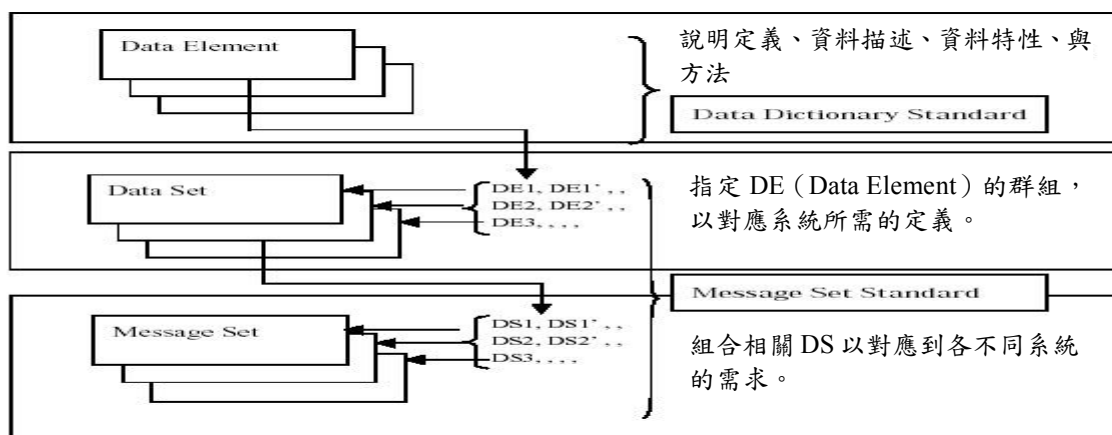 Data Element
說明定義、資料描述、資料特性、與
方法
Data Dictionary Standard
Data Set
DE1, DE1’ , ,
DE2, DE2’ , ,
DE3, , , ,
指定 DE（Data Element）的群組，
以對應系統所需的定義。
Message Set Standard
Message Set
DS1, DS1’ , ,
DS2, DS2’ , ,
DS3, , , ,
組合相關 DS 以對應到各不同系統
的需求。